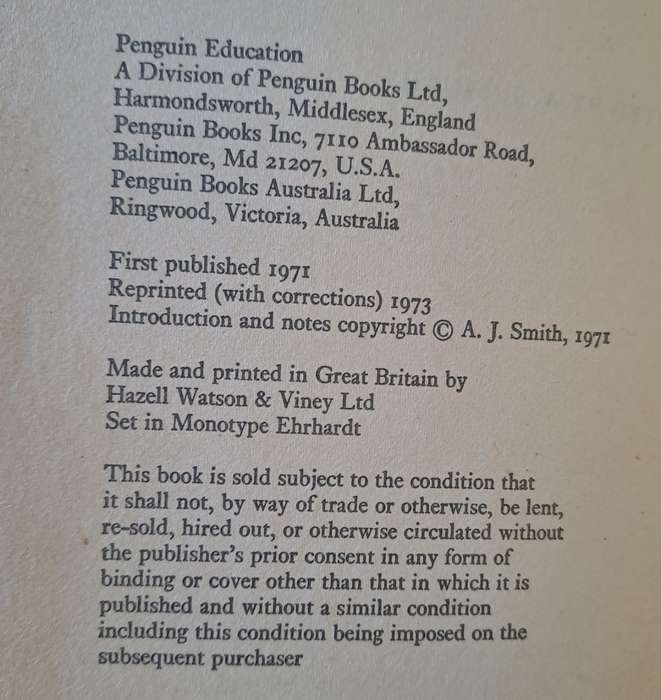 Penguin Education
A Division of Penguin Books Ltd,
Harmondsworth, Middlesex, England
Penguin Books Inc, 7110 Ambassador Road,
Baltimore, Md 21207, U.S.A.
Penguin Books Australia Ltd,
Ringwood, Victoria, Australia
First published 1971
Reprinted (with corrections) 1973
Introduction and notes copyright © A. J. Smith, 1971
Made and printed in Great Britain by
Hazell Watson & Viney Ltd
Set in Monotype Ehrhardt
This book is sold subject to the condition that
it shall not, by way of trade or otherwise, be lent,
re-sold, hired out, or otherwise circulated without
the publisher's prior consent in any form of
binding or cover other than that in which it is
published and without a similar condition
including this condition being imposed on the
subsequent purchaser